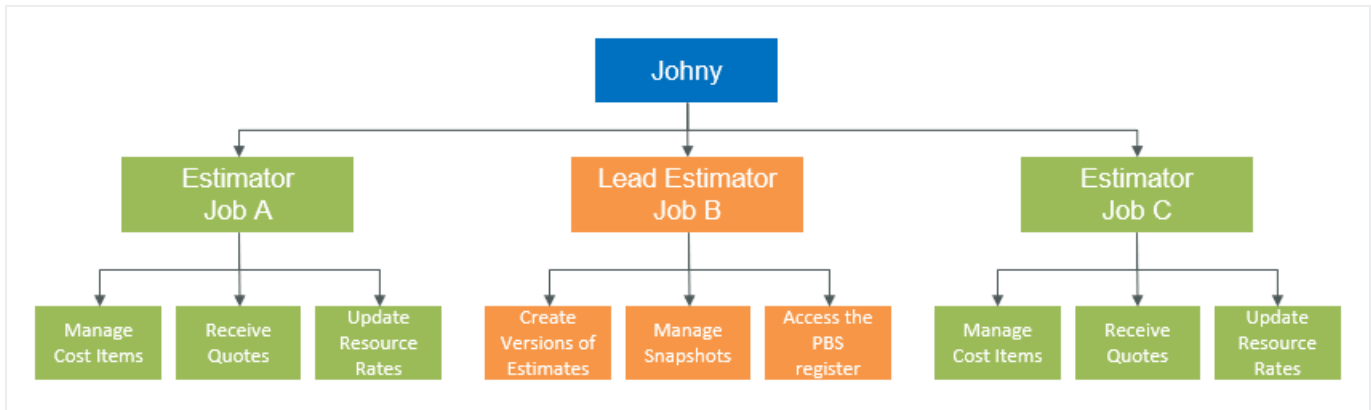 Johny
Estimator
Job A
Lead Estimator
Job B
Estimator
Job C
Manage
Cost Items
Receive
Quotes
Update
Resource
Rates
Create
Versions of
Estimates
Manage
Snapshots
Access the
PBS
register
Manage
Cost Items
Receive
Quotes
Update
Resource
Rates